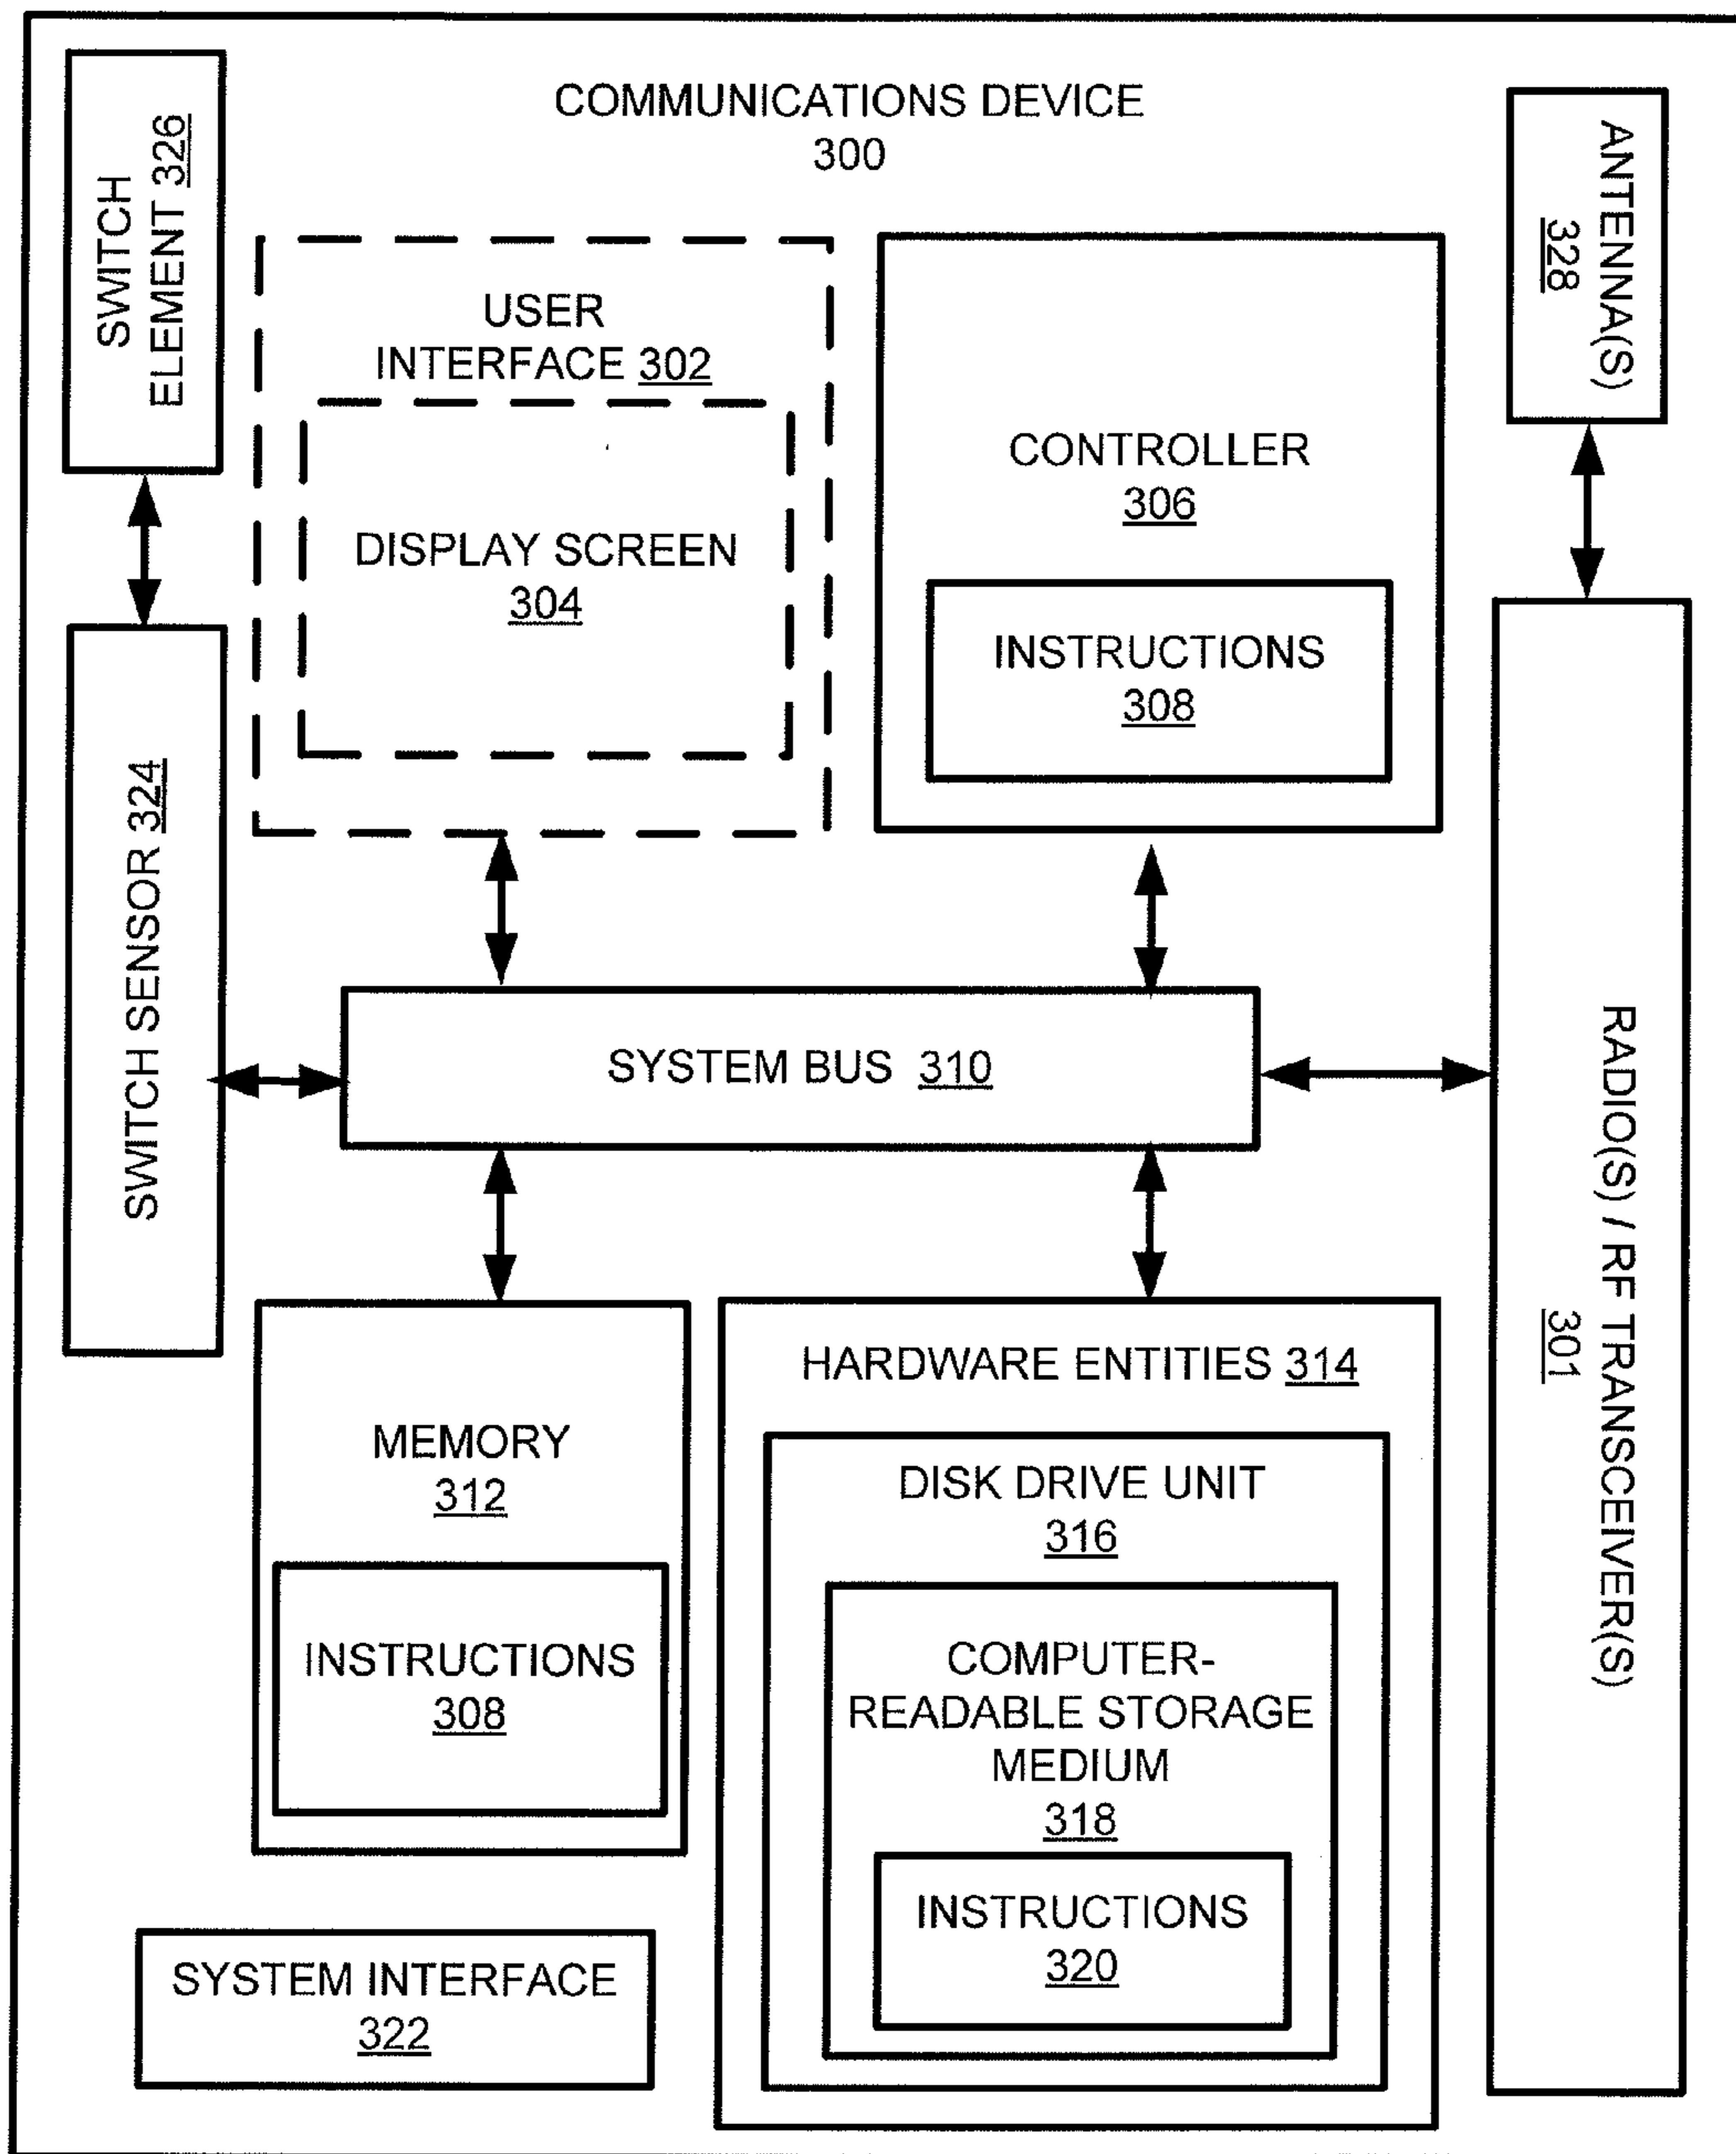 COMMUNICATIONS DEVICE
300
SWITCH
ELEMENT 326
ANTENNA(S)
328
USER
INTERFACE 302
DISPLAY SCREEN
304
CONTROLLER
306
INSTRUCTIONS
308
SWITCH SENSOR 324
SYSTEM BUS 310
RADIO(S) / RF TRANSCEIVER(S)
301
MEMORY
312
INSTRUCTIONS
308
HARDWARE ENTITIES 314
DISK DRIVE UNIT
316
COMPUTER-
READABLE STORAGE
MEDIUM
318
INSTRUCTIONS
320
SYSTEM INTERFACE
322